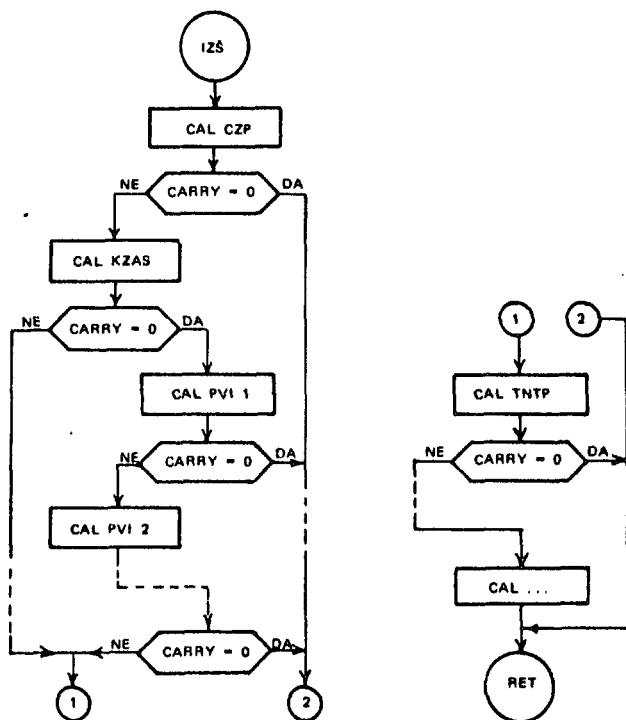 IZŠ
CAL CZP
NE CARRY = 0 DA
CAL KZAS
NE CARRY = 0 DA
CAL PVI 1
NE CARRY = 0 DA
CAL PVI 2
NE CARRY = 0 DA
1 2
1 2
CAL TNTP
NE CARRY = 0 DA
CAL ...
RET